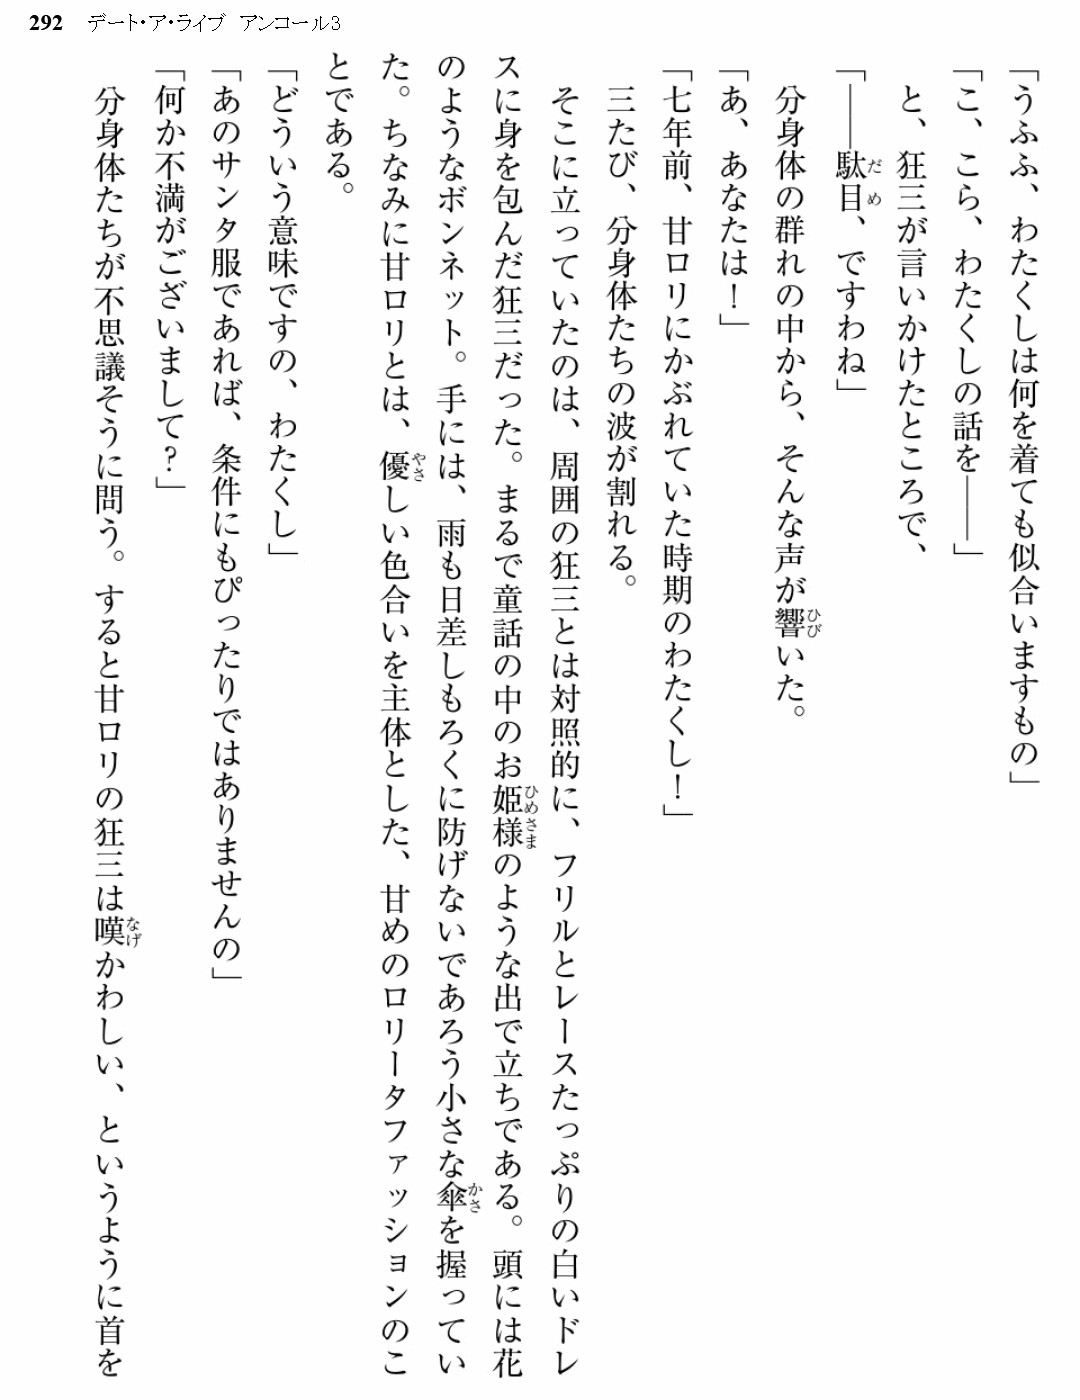 292 デート・ア・ライブ アンコール3
「うふふ、わたくしは何を着ても似合いますもの」
「こ、こら、わたくしの話を――」
と、狂三が言いかけたところで、
「――駄目、ですわね」
分身体の群れの中から、そんな声が響いた。
「あ、あなたは！」
「七年前、甘ロリにかぶれていた時期のわたくし！」
三たび、分身体たちの波が割れる。
そこに立っていたのは、周囲の狂三とは対照的に、フリルとレースたっぷりの白いドレ
スに身を包んだ狂三だった。まるで童話の中のお姫様のような出で立ちである。頭には花
のようなボンネット。手には、雨も日差しもろくに防げないであろう小さな傘を握ってい
た。ちなみに甘ロリとは、優しい色合いを主体とした、甘めのロリータファッションのこ
とである。
「どういう意味ですの、わたくし」
「あのサンタ服であれば、条件にもぴったりではありませんの」
「何か不満がございまして？」
分身体たちが不思議そうに問う。すると甘ロリの狂三は嘆かわしい、というように首を